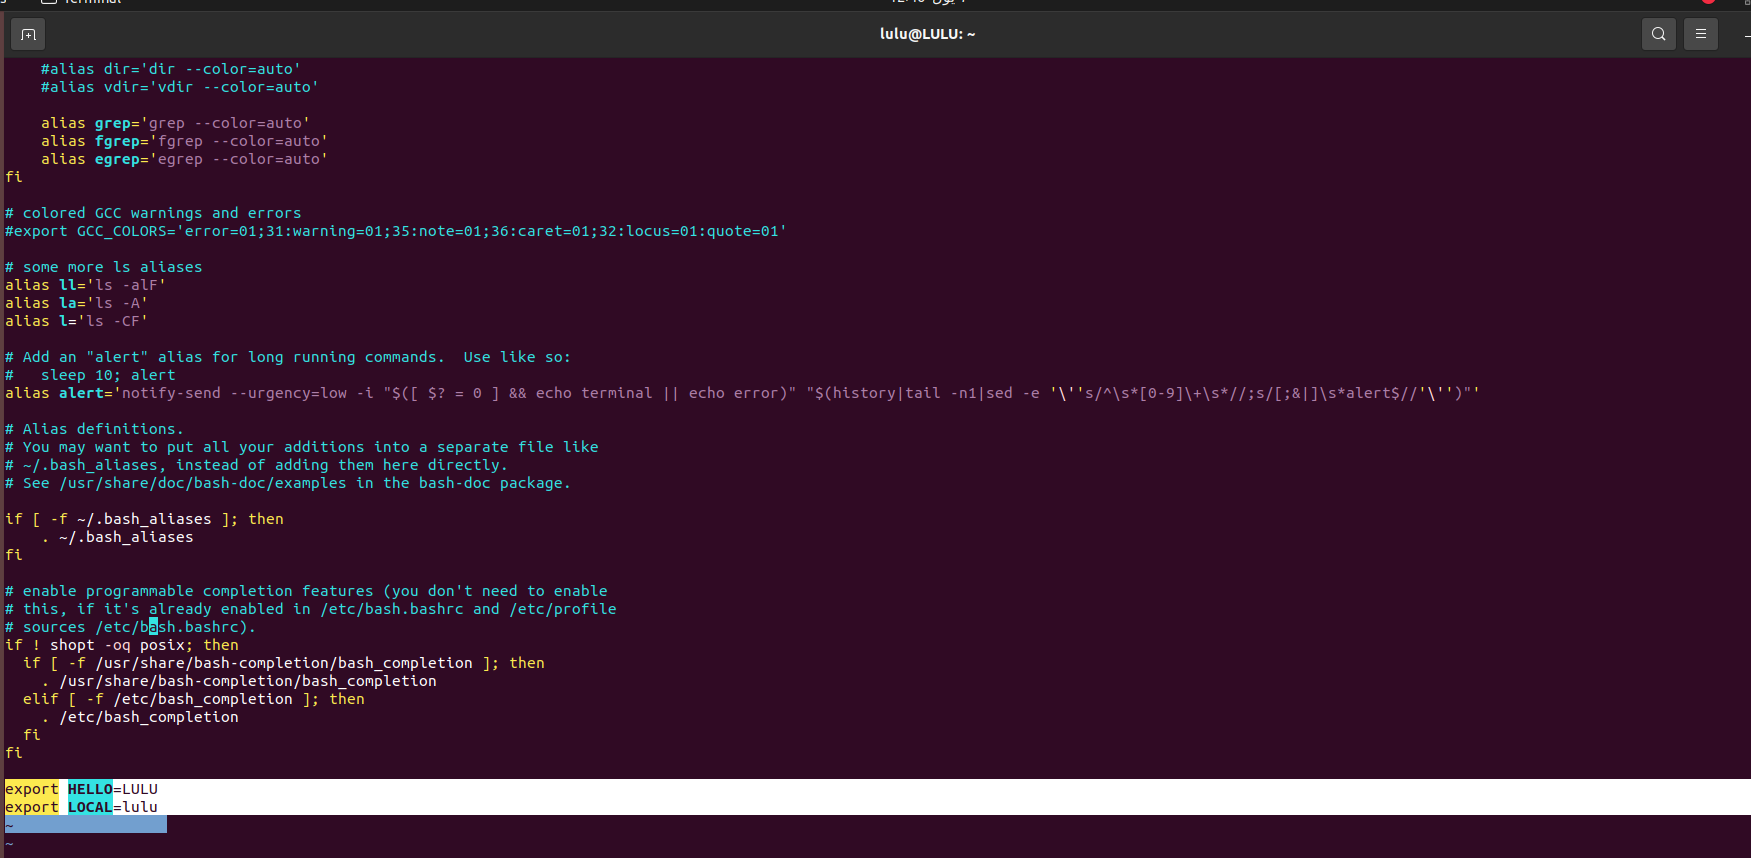 Terminal
lulu@LULU: ~
#alias dir='dir --color=auto'
#alias vdir='vdir --color=auto'
alias grep='grep --color=auto'
alias fgrep='fgrep --color=auto'
alias egrep='egrep --color=auto'
fi
# colored GCC warnings and errors
#export GCC_COLORS='error=01;31:warning=01;35:note=01;36:caret=01;32:locus=01:quote=01'
# some more ls aliases
alias ll='ls -alF'
alias la='ls -A'
alias l='ls -CF'
# Add an "alert" alias for long running commands.  Use like so:
#   sleep 10; alert
alias alert='notify-send --urgency=low -i "$([ $? = 0 ] && echo terminal || echo error)" "$(history|tail -n1|sed -e '\''s/^\s*[0-9]\+\s*//;s/[;&|]\s*alert$//'\'')"'
# Alias definitions.
# You may want to put all your additions into a separate file like
# ~/.bash_aliases, instead of adding them here directly.
# See /usr/share/doc/bash-doc/examples in the bash-doc package.
if [ -f ~/.bash_aliases ]; then
    . ~/.bash_aliases
fi
# enable programmable completion features (you don't need to enable
# this, if it's already enabled in /etc/bash.bashrc and /etc/profile
# sources /etc/bash.bashrc).
if ! shopt -oq posix; then
  if [ -f /usr/share/bash-completion/bash_completion ]; then
    . /usr/share/bash-completion/bash_completion
  elif [ -f /etc/bash_completion ]; then
    . /etc/bash_completion
  fi
fi
export HELLO=LULU
export LOCAL=lulu
~
~